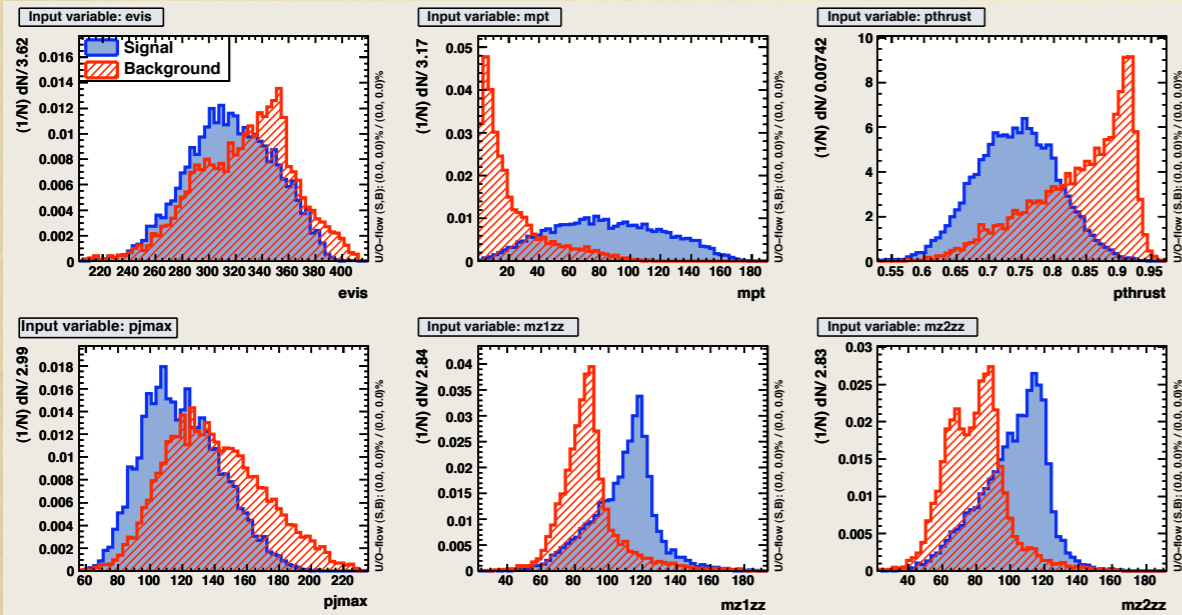 Input variable: evis
(1/N) dN/ 3.62
0.016
0.014
0.012
0.01
0.008
0.006
0.004
0.002
0
Signal
Background
220 240 260 280 300 320 340 360 380 400
evis
U/O-flow (S,B): (0.0, 0.0)% / (0.0, 0.0)%
Input variable: mpt
(1/N) dN/ 3.17
0.05
0.04
0.03
0.02
0.01
0
20 40 60 80 100 120 140 160 180
mpt
U/O-flow (S,B): (0.0, 0.0)% / (0.0, 0.0)%
Input variable: pthrust
(1/N) dN/ 0.00742
10
8
6
4
2
0
0.55 0.6 0.65 0.7 0.75 0.8 0.85 0.9 0.95
pthrust
U/O-flow (S,B): (0.0, 0.0)% / (0.0, 0.0)%
Input variable: pjmax
(1/N) dN/ 2.99
0.018
0.016
0.014
0.012
0.01
0.008
0.006
0.004
0.002
0
60 80 100 120 140 160 180 200 220
pjmax
U/O-flow (S,B): (0.0, 0.0)% / (0.0, 0.0)%
Input variable: mz1zz
(1/N) dN/ 2.84
0.04
0.035
0.03
0.025
0.02
0.015
0.01
0.005
0
40 60 80 100 120 140 160 180
mz1zz
U/O-flow (S,B): (0.0, 0.0)% / (0.0, 0.0)%
Input variable: mz2zz
(1/N) dN/ 2.83
0.03
0.025
0.02
0.015
0.01
0.005
0
40 60 80 100 120 140 160 180
mz2zz
U/O-flow (S,B): (0.0, 0.0)% / (0.0, 0.0)%